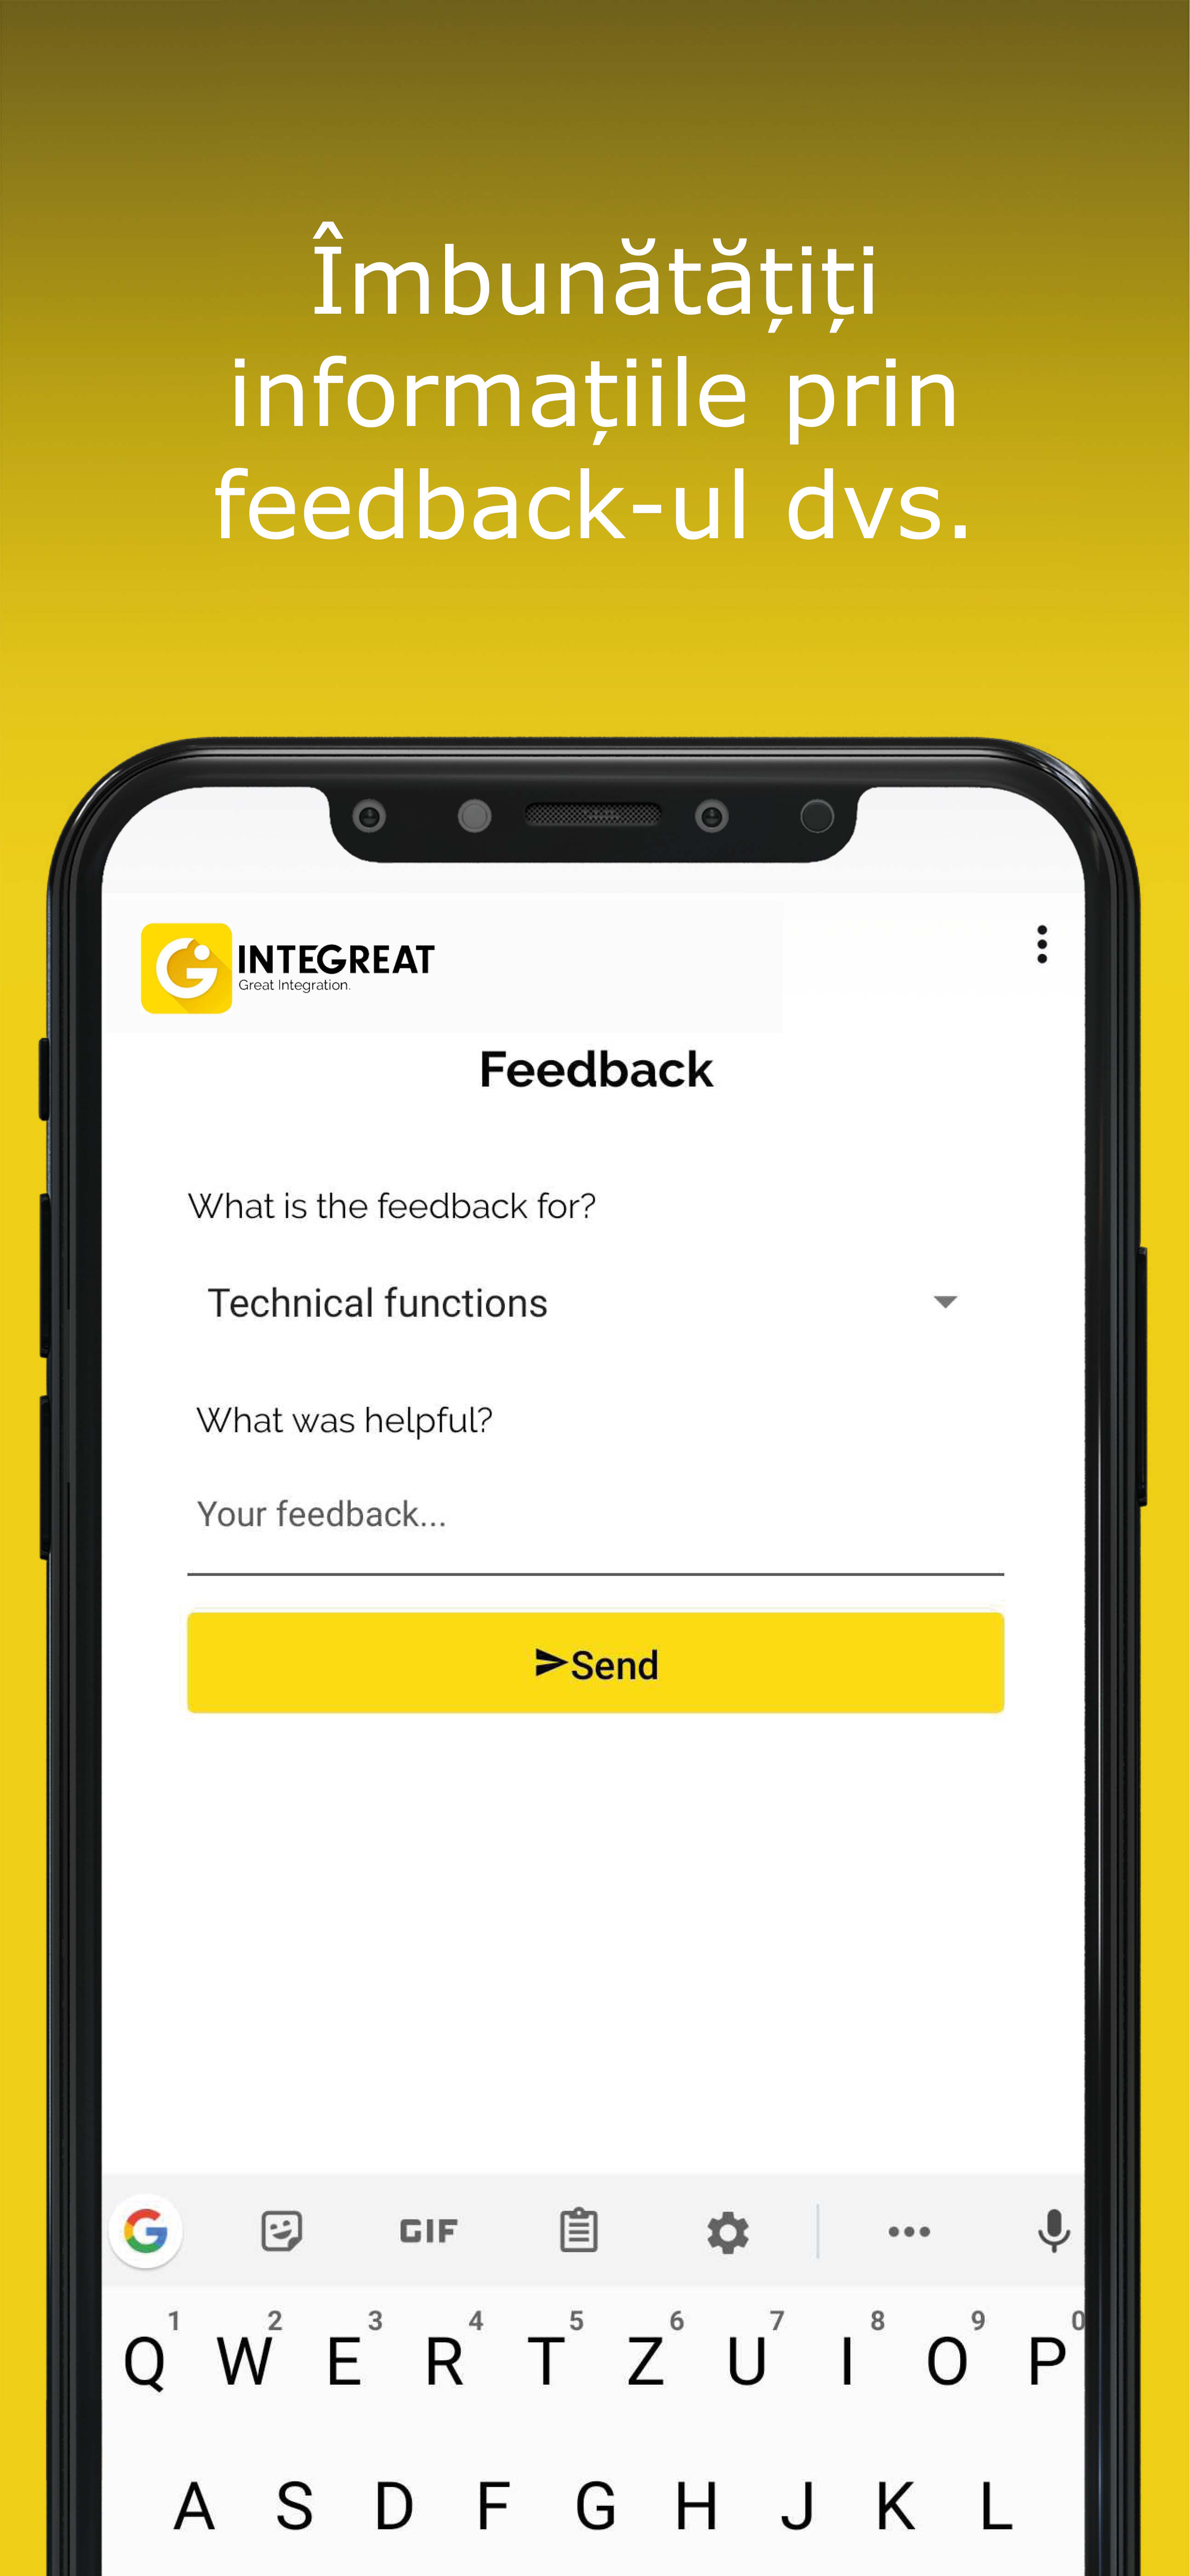 Îmbunătățiți
informațiile prin
feedback-ul dvs.
INTEGREAT
Great Integration.
Feedback
What is the feedback for?
Technical functions
What was helpful?
Your feedback...
Send
G GIF
1 2 3 4 5 6 7 8 9 0
Q W E R T Z U I O P
A S D F G H J K L